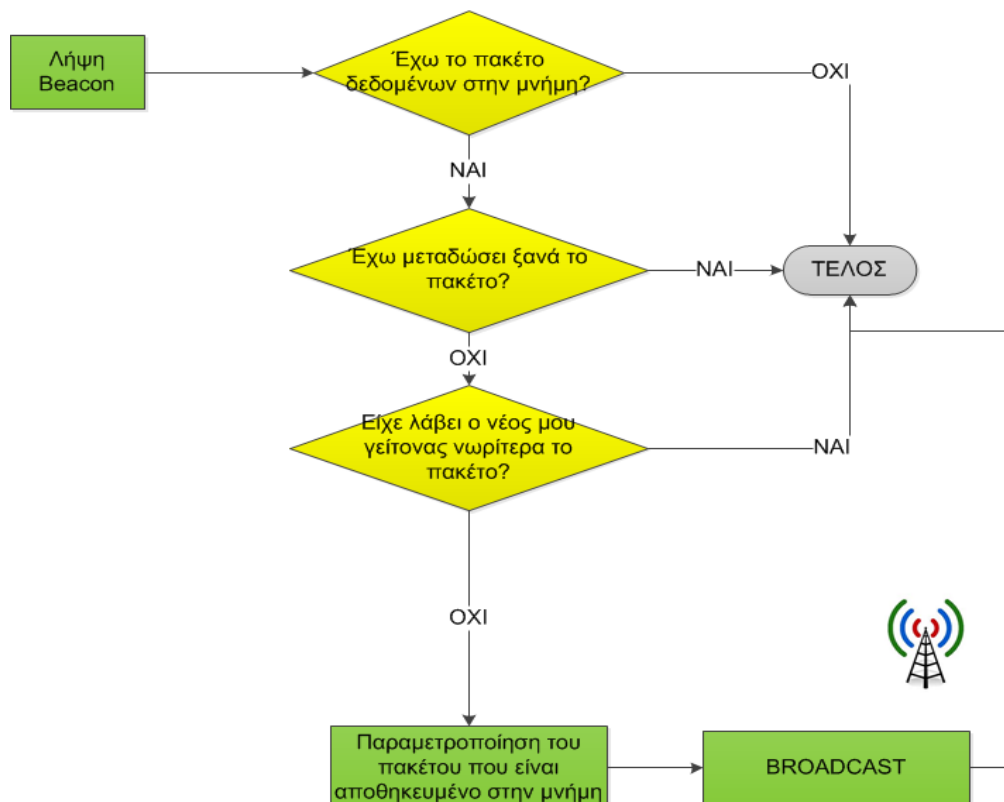 Λήψη
Beacon
Έχω το πακέτο
δεδομένων στην μνήμη?
ΟΧΙ
ΝΑΙ
Έχω μεταδώσει ξανά το
πακέτο?
ΝΑΙ
ΤΕΛΟΣ
ΟΧΙ
Είχε λάβει ο νέος μου
γείτονας νωρίτερα το
πακέτο?
ΝΑΙ
ΟΧΙ
Παραμετροποίηση του
πακέτου που είναι
αποθηκευμένο στην μνήμη
BROADCAST